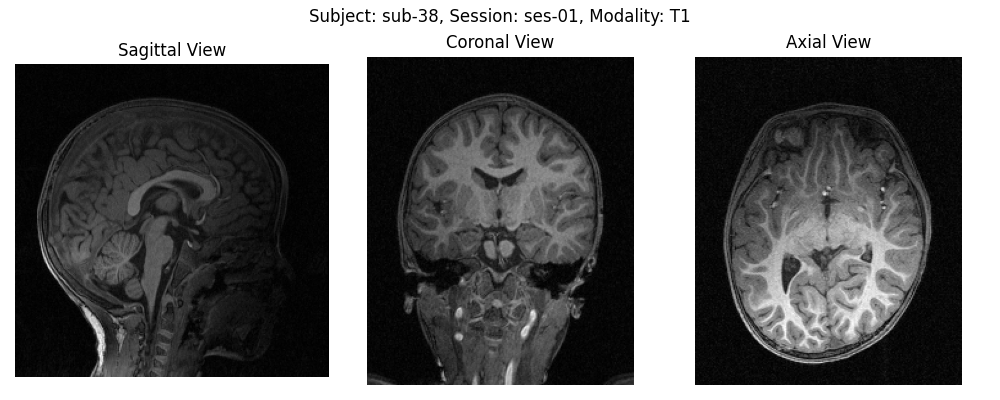 Subject: sub-38, Session: ses-01, Modality: T1
Sagittal View
Coronal View
Axial View